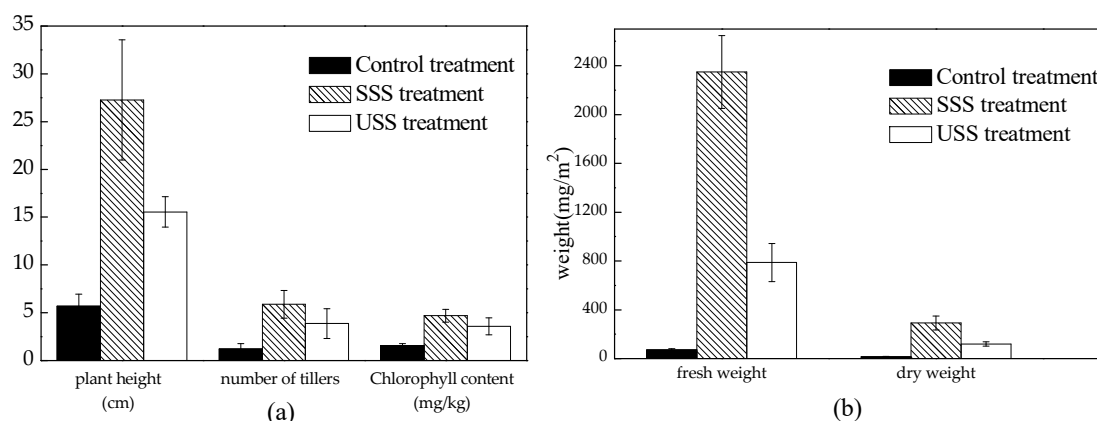 35
30
25
20
15
10
5
0
Control treatment
SSS treatment
USS treatment
plant height
(cm)
number of tillers
Chlorophyll content
(mg/kg)
(a)
weight(mg/m²)
2400
2000
1600
1200
800
400
0
Control treatment
SSS treatment
USS treatment
fresh weight
dry weight
(b)